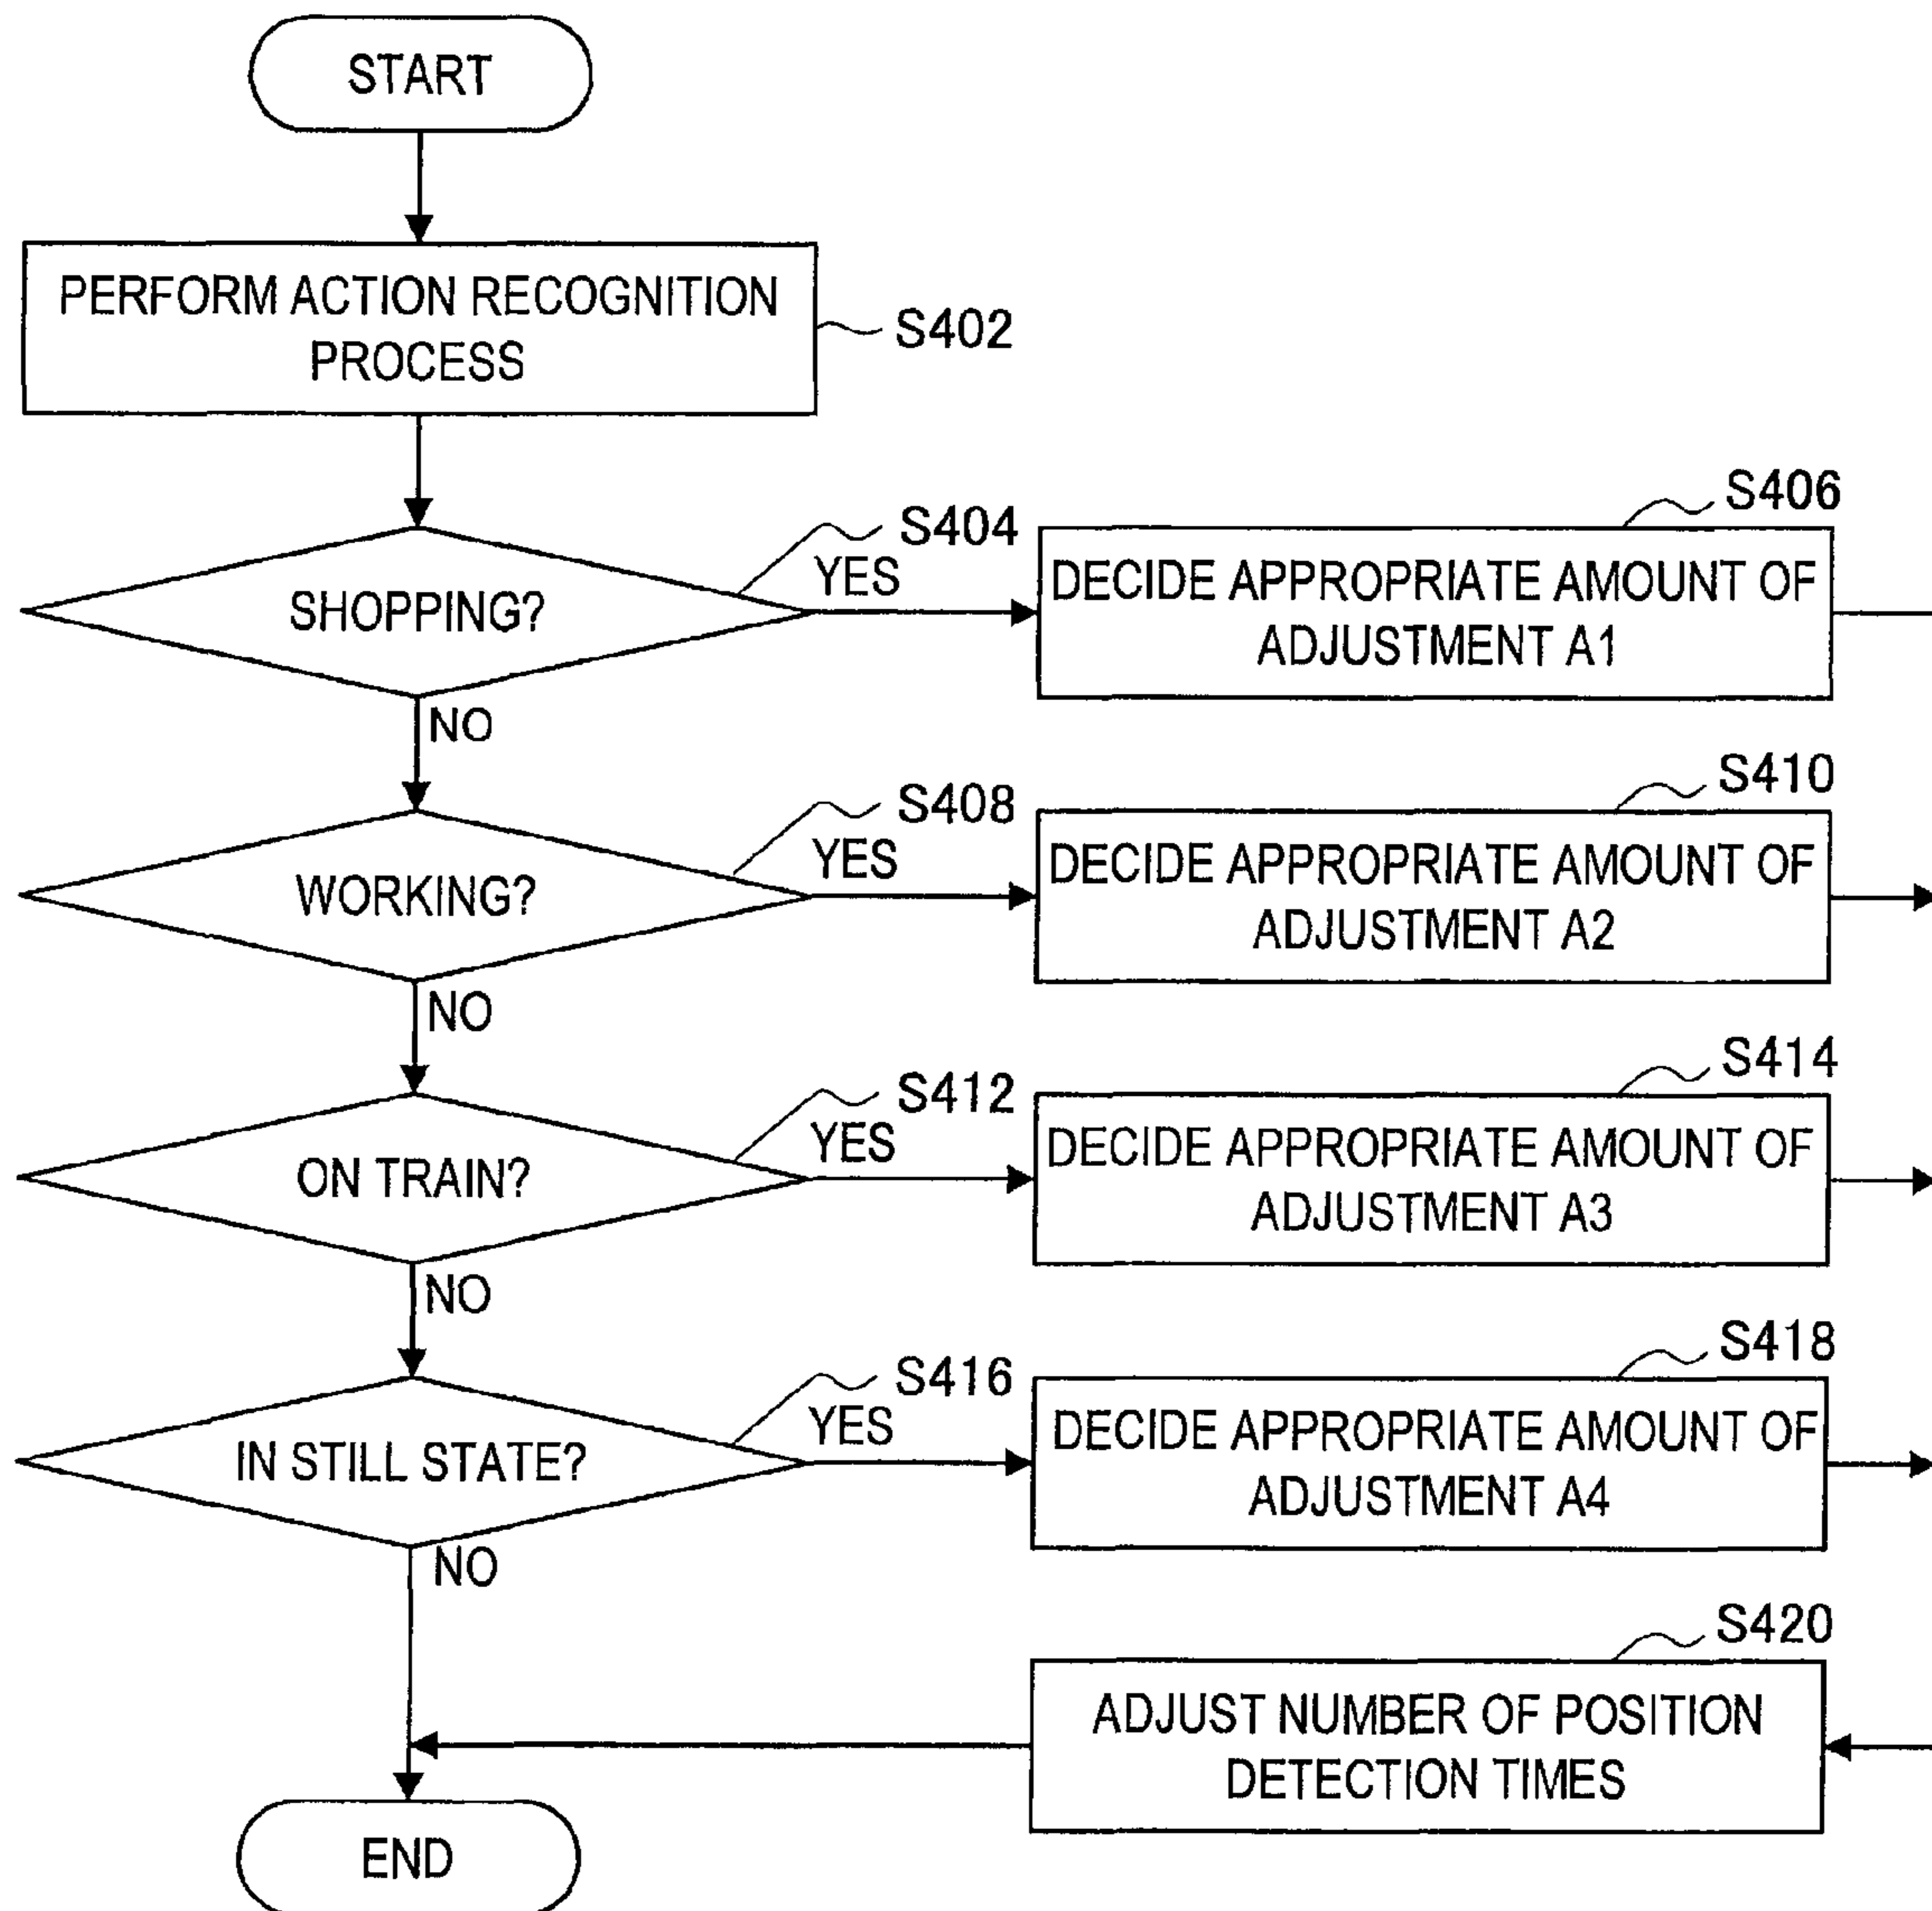 START
PERFORM ACTION RECOGNITION
PROCESS
S402
SHOPPING?
S404
YES
NO
S406
DECIDE APPROPRIATE AMOUNT OF
ADJUSTMENT A1
WORKING?
S408
YES
NO
S410
DECIDE APPROPRIATE AMOUNT OF
ADJUSTMENT A2
ON TRAIN?
S412
YES
NO
S414
DECIDE APPROPRIATE AMOUNT OF
ADJUSTMENT A3
IN STILL STATE?
S416
YES
NO
S418
DECIDE APPROPRIATE AMOUNT OF
ADJUSTMENT A4
S420
ADJUST NUMBER OF POSITION
DETECTION TIMES
END